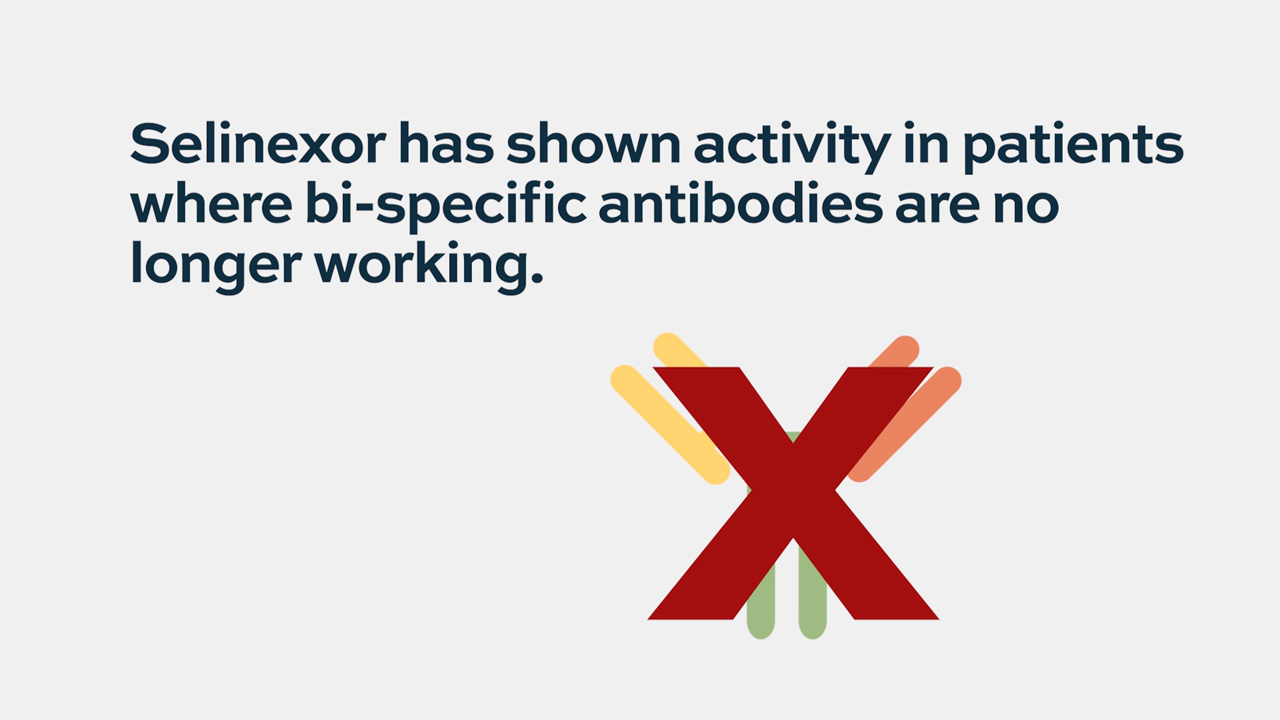 Selinexor has shown activity in patients
where bi-specific antibodies are no
longer working.